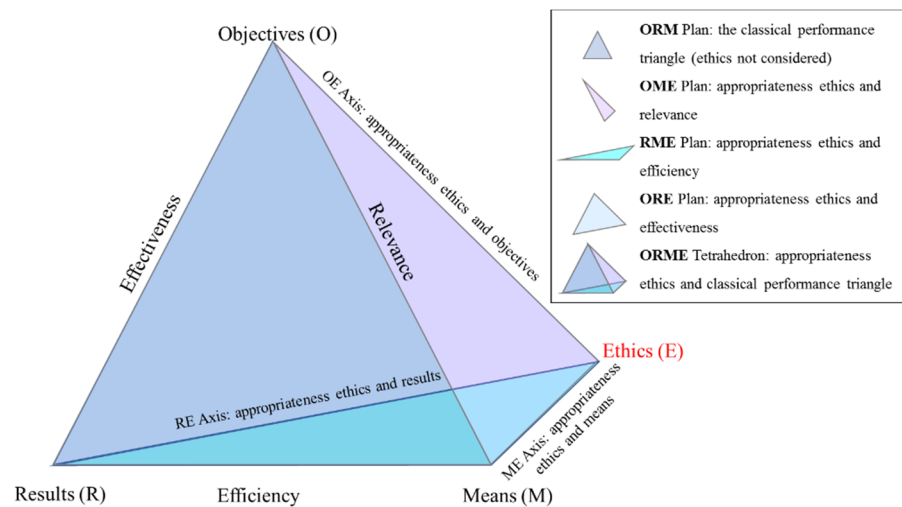 Objectives (O)
OE Axis: appropriateness ethics and objectives
Effectiveness
Relevance
Ethics (E)
RE Axis: appropriateness ethics and results
ME Axis: appropriateness
ethics and means
Results (R)
Efficiency
Means (M)
ORM Plan: the classical performance
triangle (ethics not considered)
OME Plan: appropriateness ethics and
relevance
RME Plan: appropriateness ethics and
efficiency
ORE Plan: appropriateness ethics and
effectiveness
ORME Tetrahedron: appropriateness
ethics and classical performance triangle